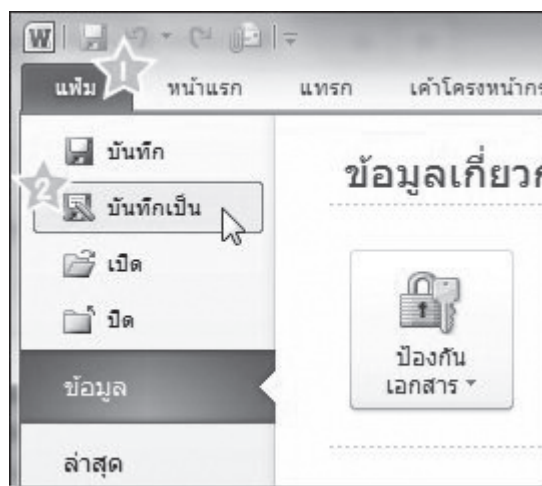 W
1
แฟ้ม หน้าแรก แทรก เค้าโครงหน้ากร
บันทึก
2
บันทึกเป็น
ข้อมูลเกี่ยวก
เปิด
ปิด
ป้องกัน
เอกสาร
ข้อมูล
ล่าสุด